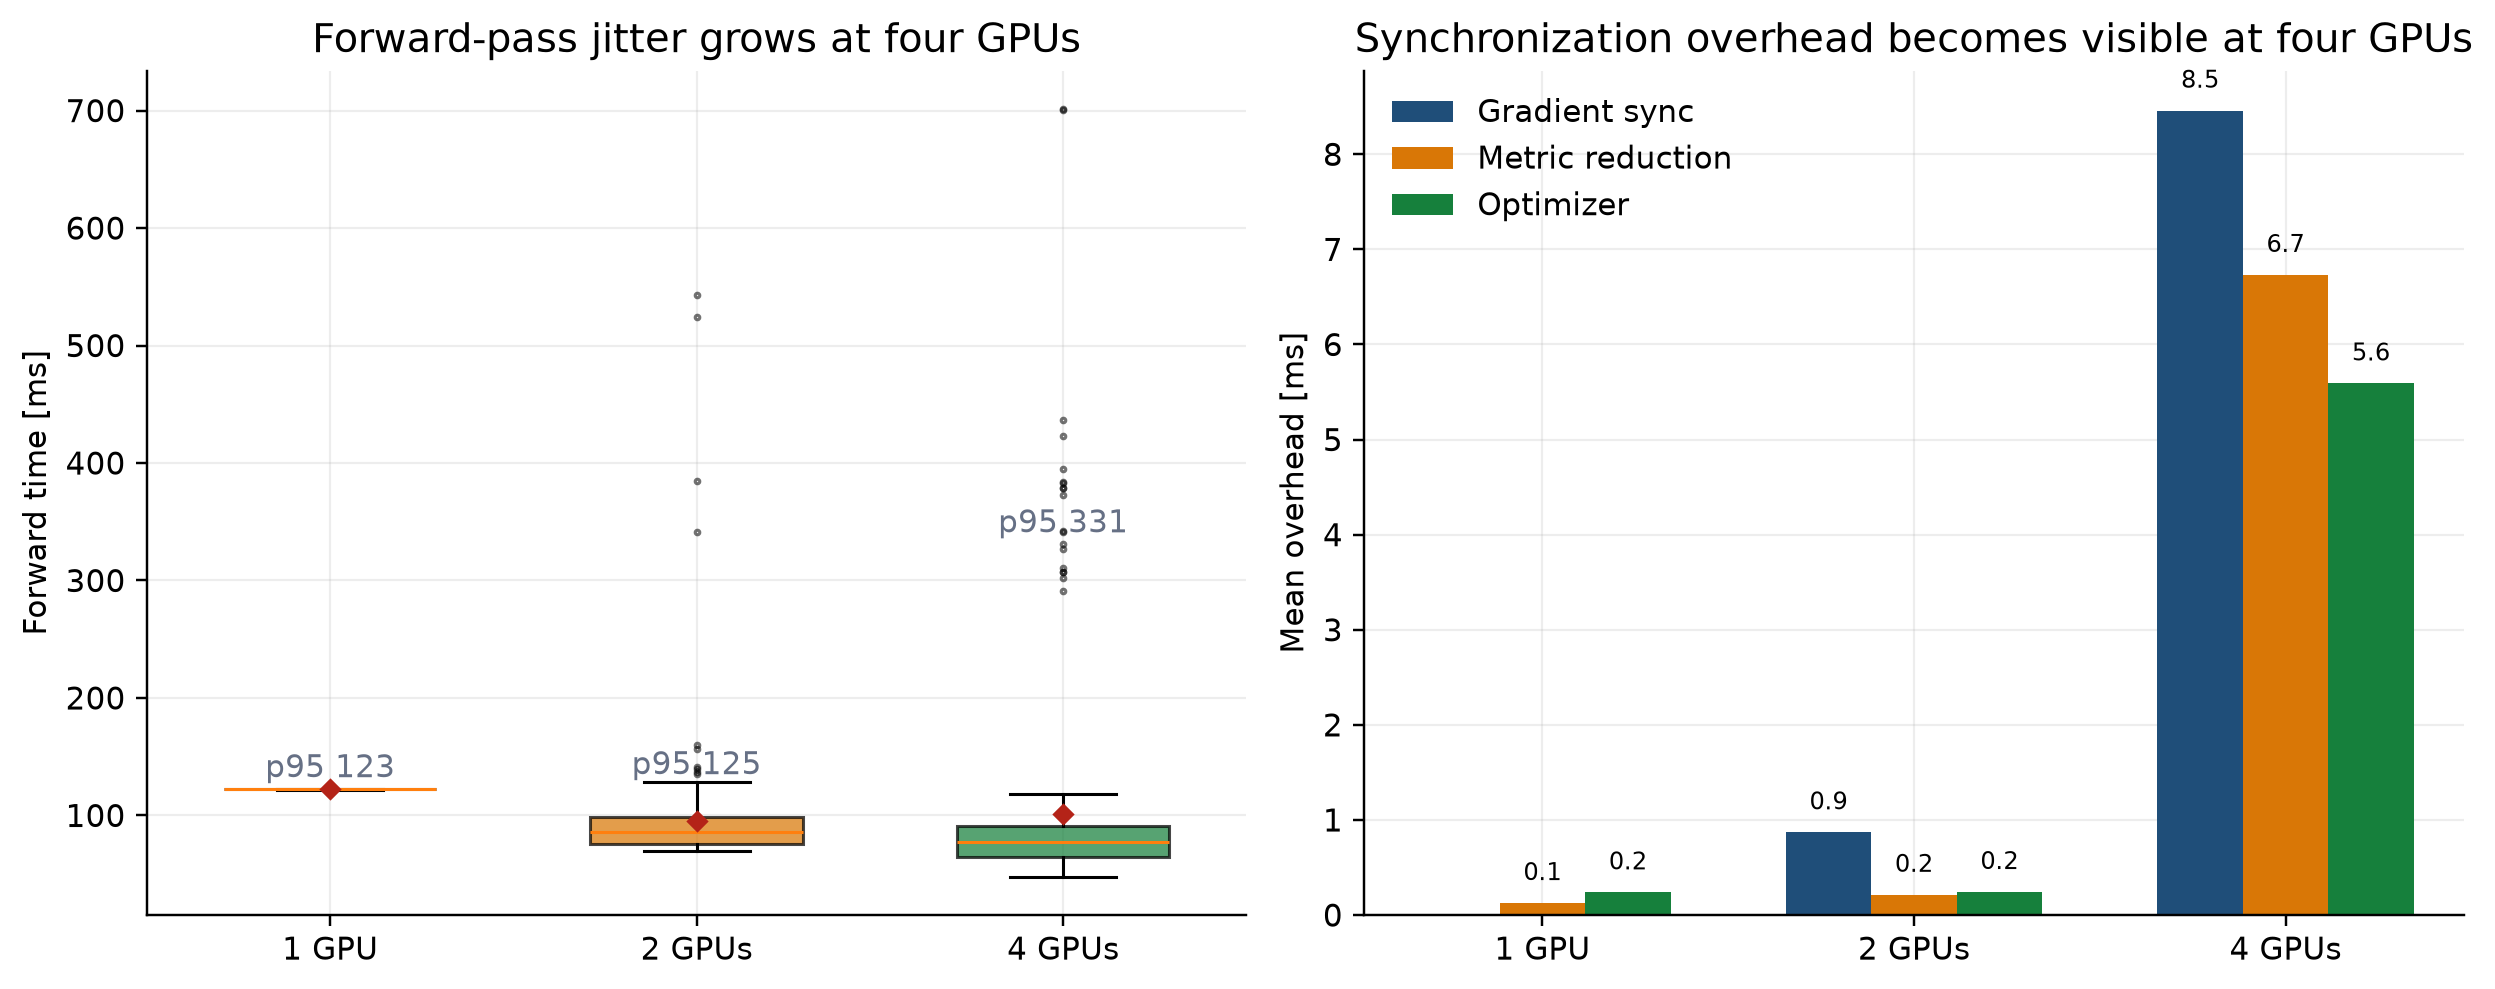 Forward-pass jitter grows at four GPUs
Forward time [ms]
700
600
500
400
300
200
100
p95 123
p95 125
p95 331
1 GPU
2 GPUs
4 GPUs
Synchronization overhead becomes visible at four GPUs
Mean overhead [ms]
8
7
6
5
4
3
2
1
0
Gradient sync
Metric reduction
Optimizer
0.1
0.2
0.9
0.2
0.2
8.5
6.7
5.6
1 GPU
2 GPUs
4 GPUs